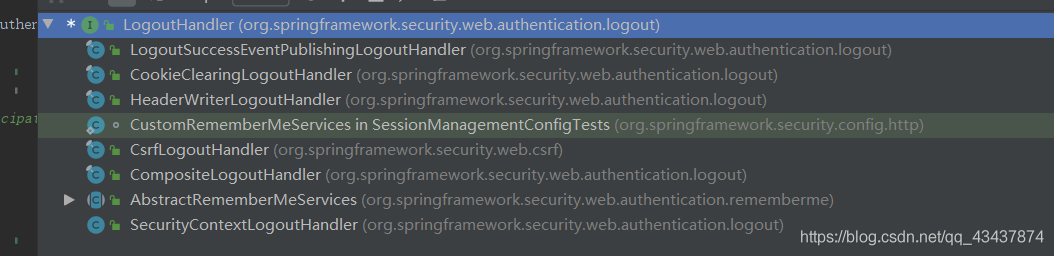 uther
LogoutHandler (org.springframework.security.web.authentication.logout)
LogoutSuccessEventPublishingLogoutHandler (org.springframework.security.web.authentication.logout)
CookieClearingLogoutHandler (org.springframework.security.web.authentication.logout)
HeaderWriterLogoutHandler (org.springframework.security.web.authentication.logout)
cipat
CustomRememberMeServices in SessionManagementConfigTests (org.springframework.security.config.http)
CsrfLogoutHandler (org.springframework.security.web.csrf)
CompositeLogoutHandler (org.springframework.security.web.authentication.logout)
AbstractRememberMeServices (org.springframework.security.web.authentication.rememberme)
SecurityContextLogoutHandler (org.springframework.security.web.authentication.logout)
https://blog.csdn.net/qq_43437874